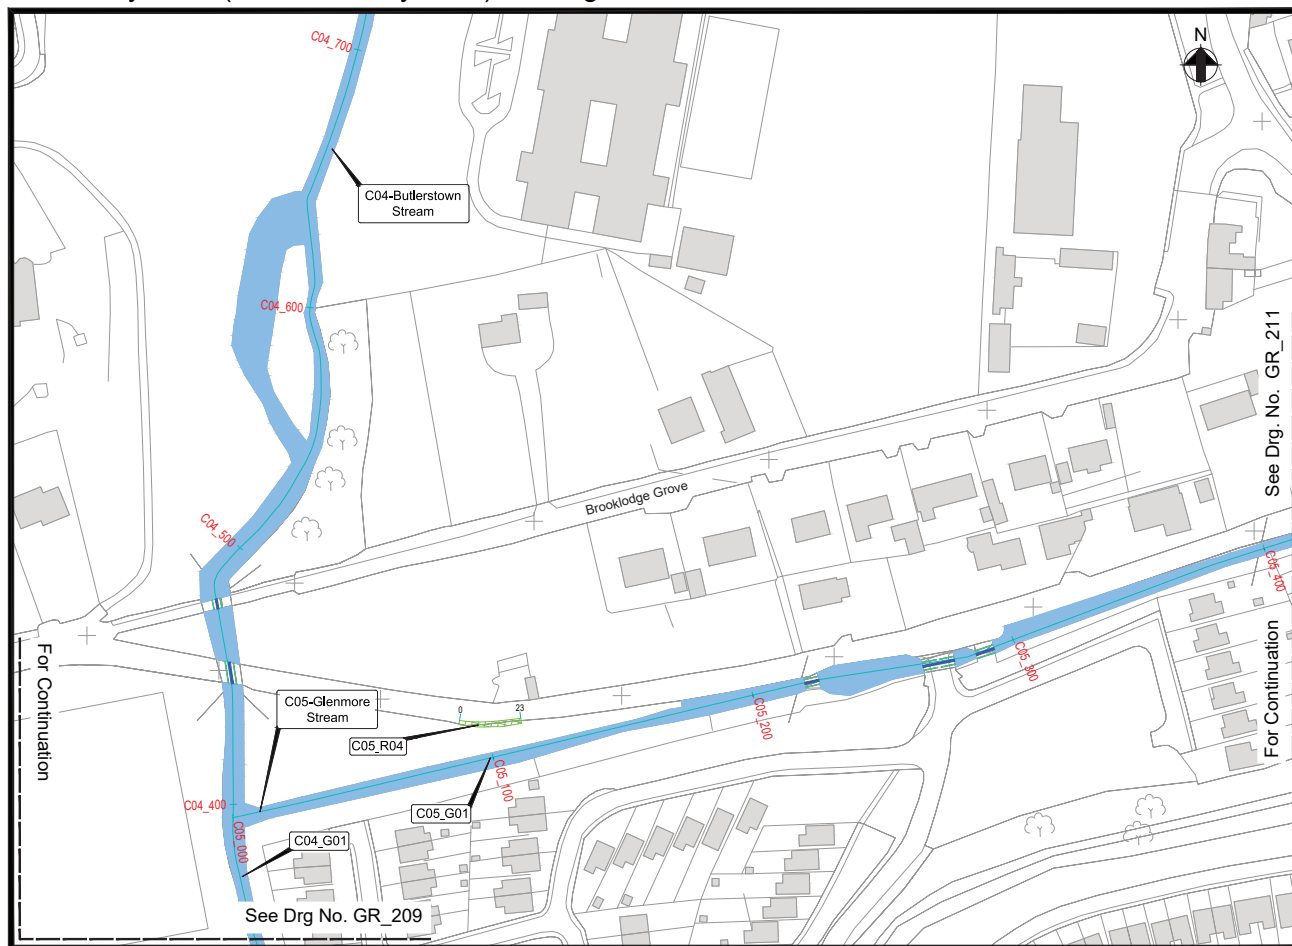 C04_700
N
C04-Butlerstown
Stream
C04_600
See Drg. No. GR_211
For Continuation
Brooklodge Grove
C04_500
C05_400
C05_300
For Continuation
C05-Glenmore
Stream
0
23
C05_R04
C05_200
C05_100
C05_G01
C04_400
C05_000
C04_G01
See Drg No. GR_209